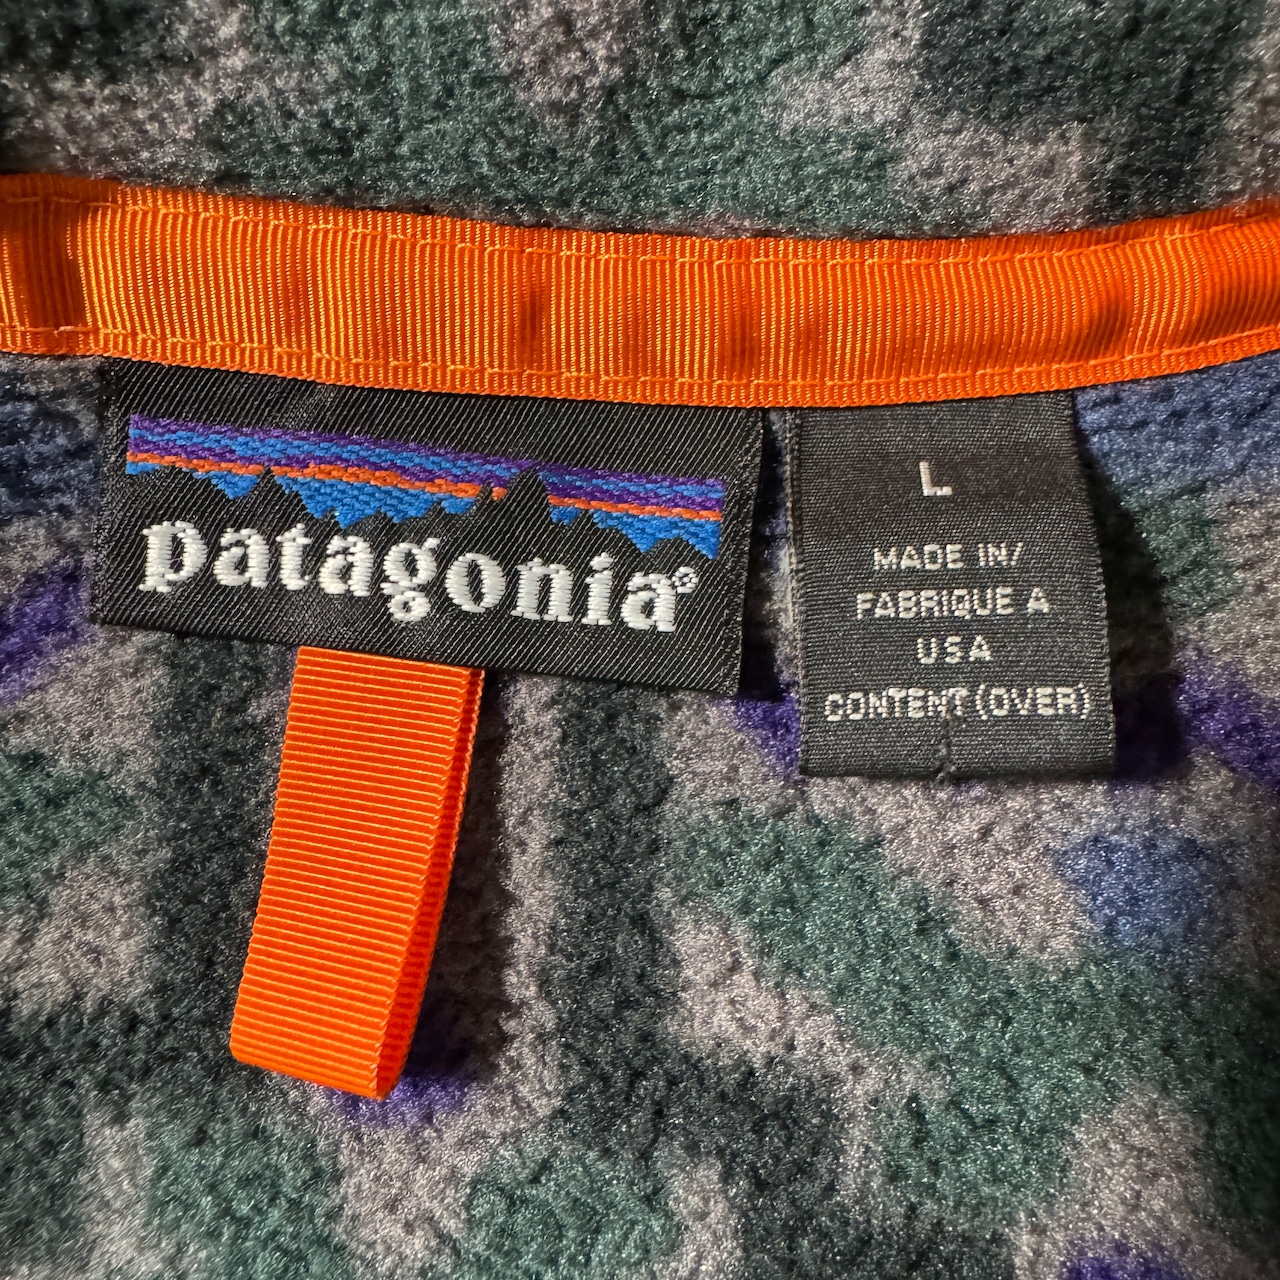 patagonia®
L
MADE IN/
FABRIQUE A
USA
CONTENT (OVER)